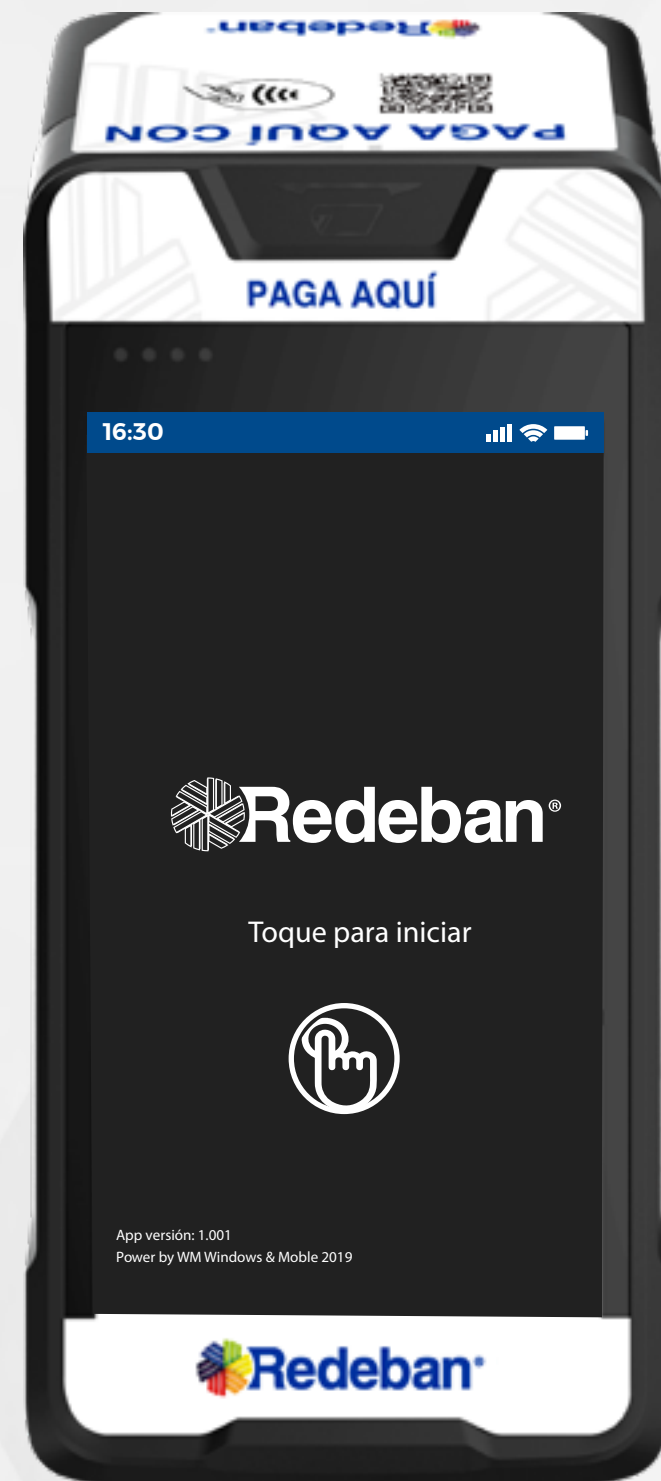 Redeban
PAGA AQUÍ CON
PAGA AQUÍ
16:30
Redeban®
Toque para iniciar
App versión: 1.001
Power by WM Windows & Moble 2019
Redeban